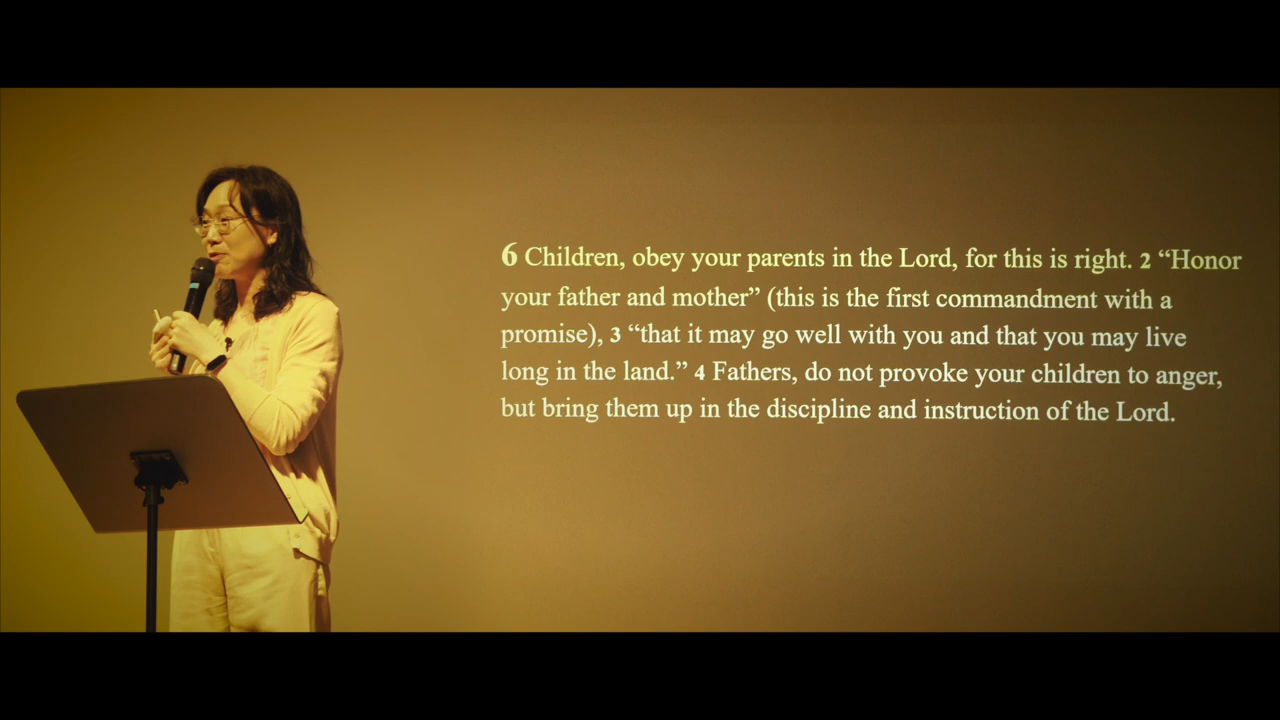 6 Children, obey your parents in the Lord, for this is right. 2 “Honor
your father and mother” (this is the first commandment with a
promise), 3 “that it may go well with you and that you may live
long in the land.” 4 Fathers, do not provoke your children to anger,
but bring them up in the discipline and instruction of the Lord.